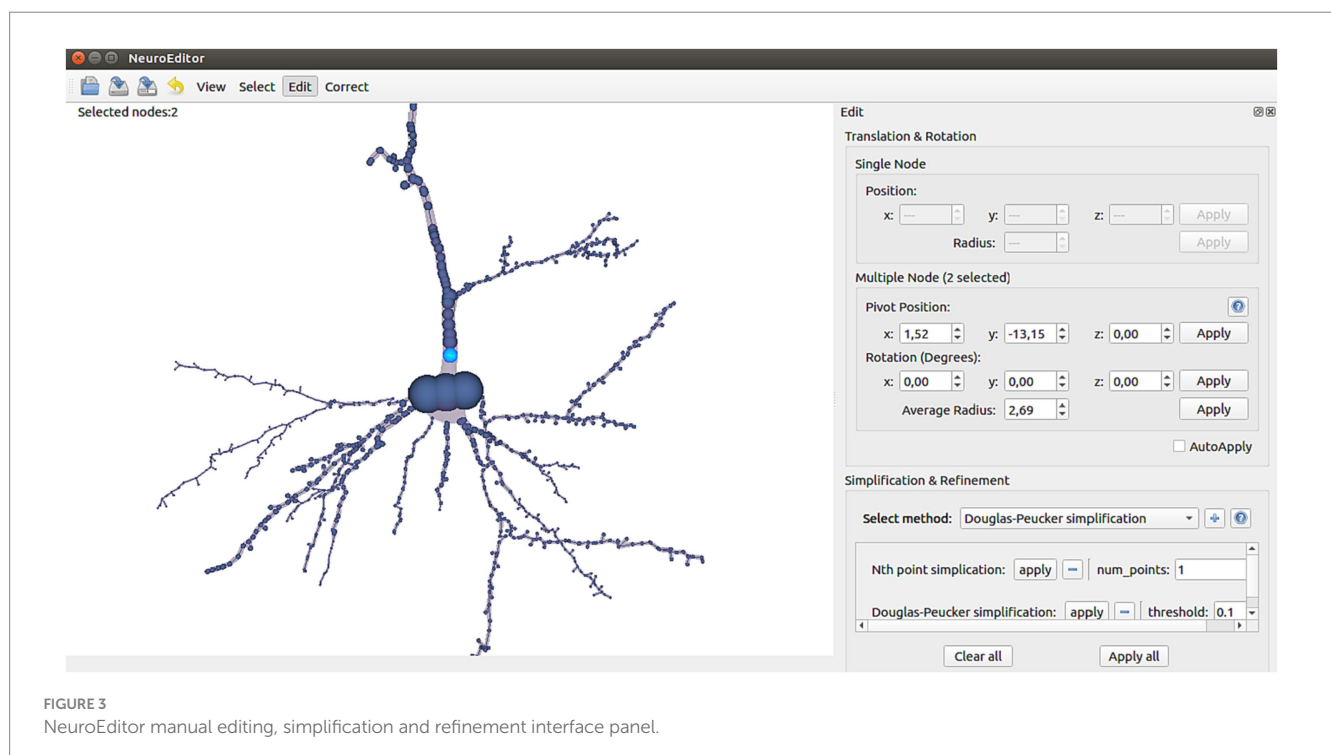 NeuroEditor
View Select Edit Correct
Selected nodes:2
Edit
Translation & Rotation
Single Node
Position:
x: --- y: --- z: --- Apply
Radius: --- Apply
Multiple Node (2 selected)
Pivot Position:
x: 1,52 y: -13,15 z: 0,00 Apply
Rotation (Degrees):
x: 0,00 y: 0,00 z: 0,00 Apply
Average Radius: 2,69 Apply
AutoApply
Simplification & Refinement
Select method: Douglas-Peucker simplification
Nth point simplication: apply num_points: 1
Douglas-Peucker simplification: apply threshold: 0.1
Clear all Apply all
FIGURE 3
NeuroEditor manual editing, simplification and refinement interface panel.